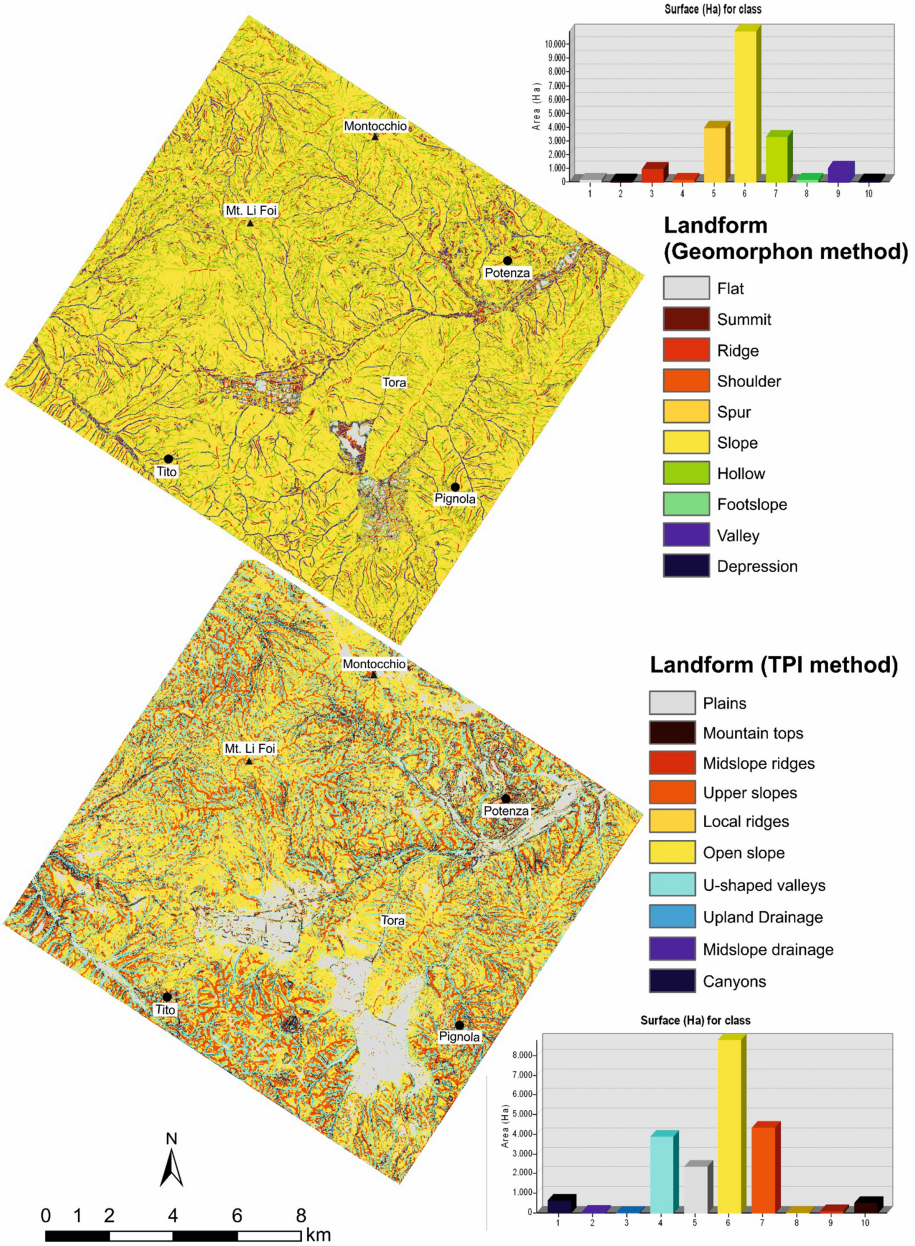 Surface (Ha) for class
Area (Ha)
10.000
9.000
8.000
7.000
6.000
5.000
4.000
3.000
2.000
1.000
0
1 2 3 4 5 6 7 8 9 10
Montocchio
Mt. Li Foi
Potenza
Tora
Tito
Pignola
Landform
(Geomorphon method)
Flat
Summit
Ridge
Shoulder
Spur
Slope
Hollow
Footslope
Valley
Depression
Montocchio
Mt. Li Foi
Potenza
Tora
Tito
Pignola
Landform (TPI method)
Plains
Mountain tops
Midslope ridges
Upper slopes
Local ridges
Open slope
U-shaped valleys
Upland Drainage
Midslope drainage
Canyons
Surface (Ha) for class
Area (Ha)
8.000
7.000
6.000
5.000
4.000
3.000
2.000
1,000
0
1 2 3 4 5 6 7 8 9 10
N
0 1 2 4 6 8
km